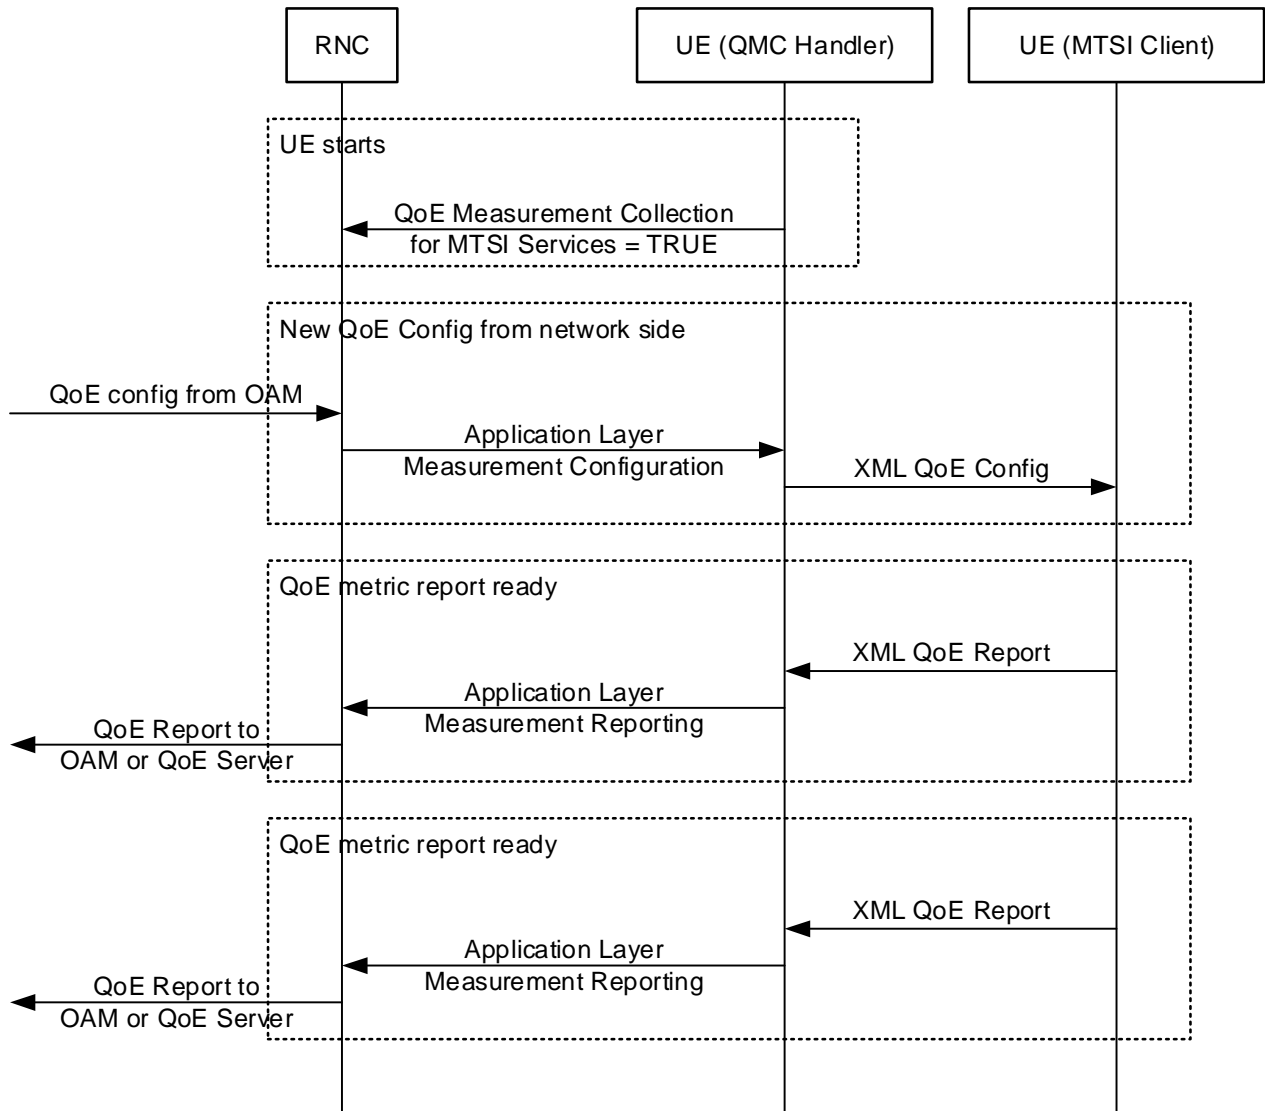 RNC
UE (QMC Handler)
UE (MTSI Client)
UE starts
QoE Measurement Collection
for MTSI Services = TRUE
New QoE Config from network side
QoE config from OAM
Application Layer
Measurement Configuration
XML QoE Config
QoE metric report ready
XML QoE Report
Application Layer
Measurement Reporting
QoE Report to
OAM or QoE Server
QoE metric report ready
XML QoE Report
Application Layer
Measurement Reporting
QoE Report to
OAM or QoE Server